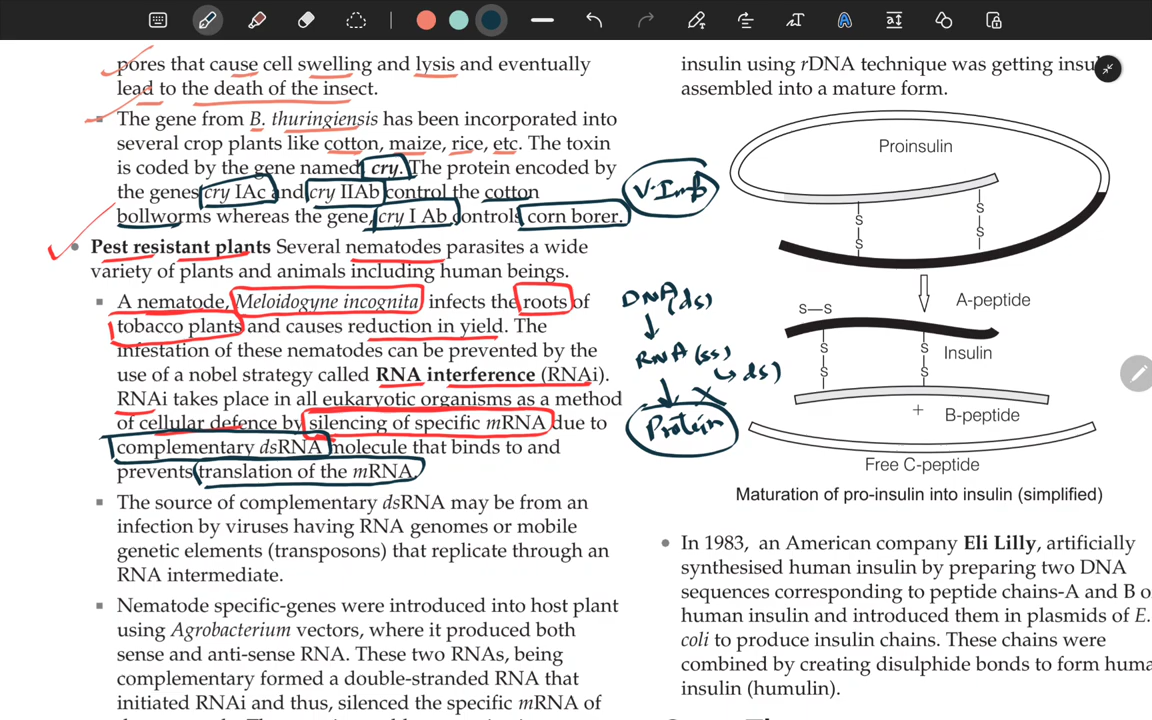 pores that cause cell swelling and lysis and eventually
lead to the death of the insect.
▪ The gene from B. thuringiensis has been incorporated into
several crop plants like cotton, maize, rice, etc. The toxin
is coded by the gene named cry. The protein encoded by
the genes cry IAc and cry IIAb control the cotton
bollworms whereas the gene, cry I Ab controls corn borer.
V. Imb
• Pest resistant plants Several nematodes parasites a wide
variety of plants and animals including human beings.
▪ A nematode, Meloidogyne incognita infects the roots of
tobacco plants and causes reduction in yield. The
infestation of these nematodes can be prevented by the
use of a nobel strategy called RNA interference (RNAi).
RNAi takes place in all eukaryotic organisms as a method
of cellular defence by silencing of specific mRNA due to
complementary dsRNA molecule that binds to and
prevents translation of the mRNA.
DNA (ds)
↓
RNA (ss)
↳ ds)
Protein
▪ The source of complementary dsRNA may be from an
infection by viruses having RNA genomes or mobile
genetic elements (transposons) that replicate through an
RNA intermediate.
▪ Nematode specific-genes were introduced into host plant
using Agrobacterium vectors, where it produced both
sense and anti-sense RNA. These two RNAs, being
complementary formed a double-stranded RNA that
initiated RNAi and thus, silenced the specific mRNA of
insulin using rDNA technique was getting insul
assembled into a mature form.
Proinsulin
S S
S S
A-peptide
S—S
S S
Insulin
S S
+ B-peptide
Free C-peptide
Maturation of pro-insulin into insulin (simplified)
• In 1983, an American company Eli Lilly, artificially
synthesised human insulin by preparing two DNA
sequences corresponding to peptide chains-A and B o
human insulin and introduced them in plasmids of E.
coli to produce insulin chains. These chains were
combined by creating disulphide bonds to form huma
insulin (humulin).